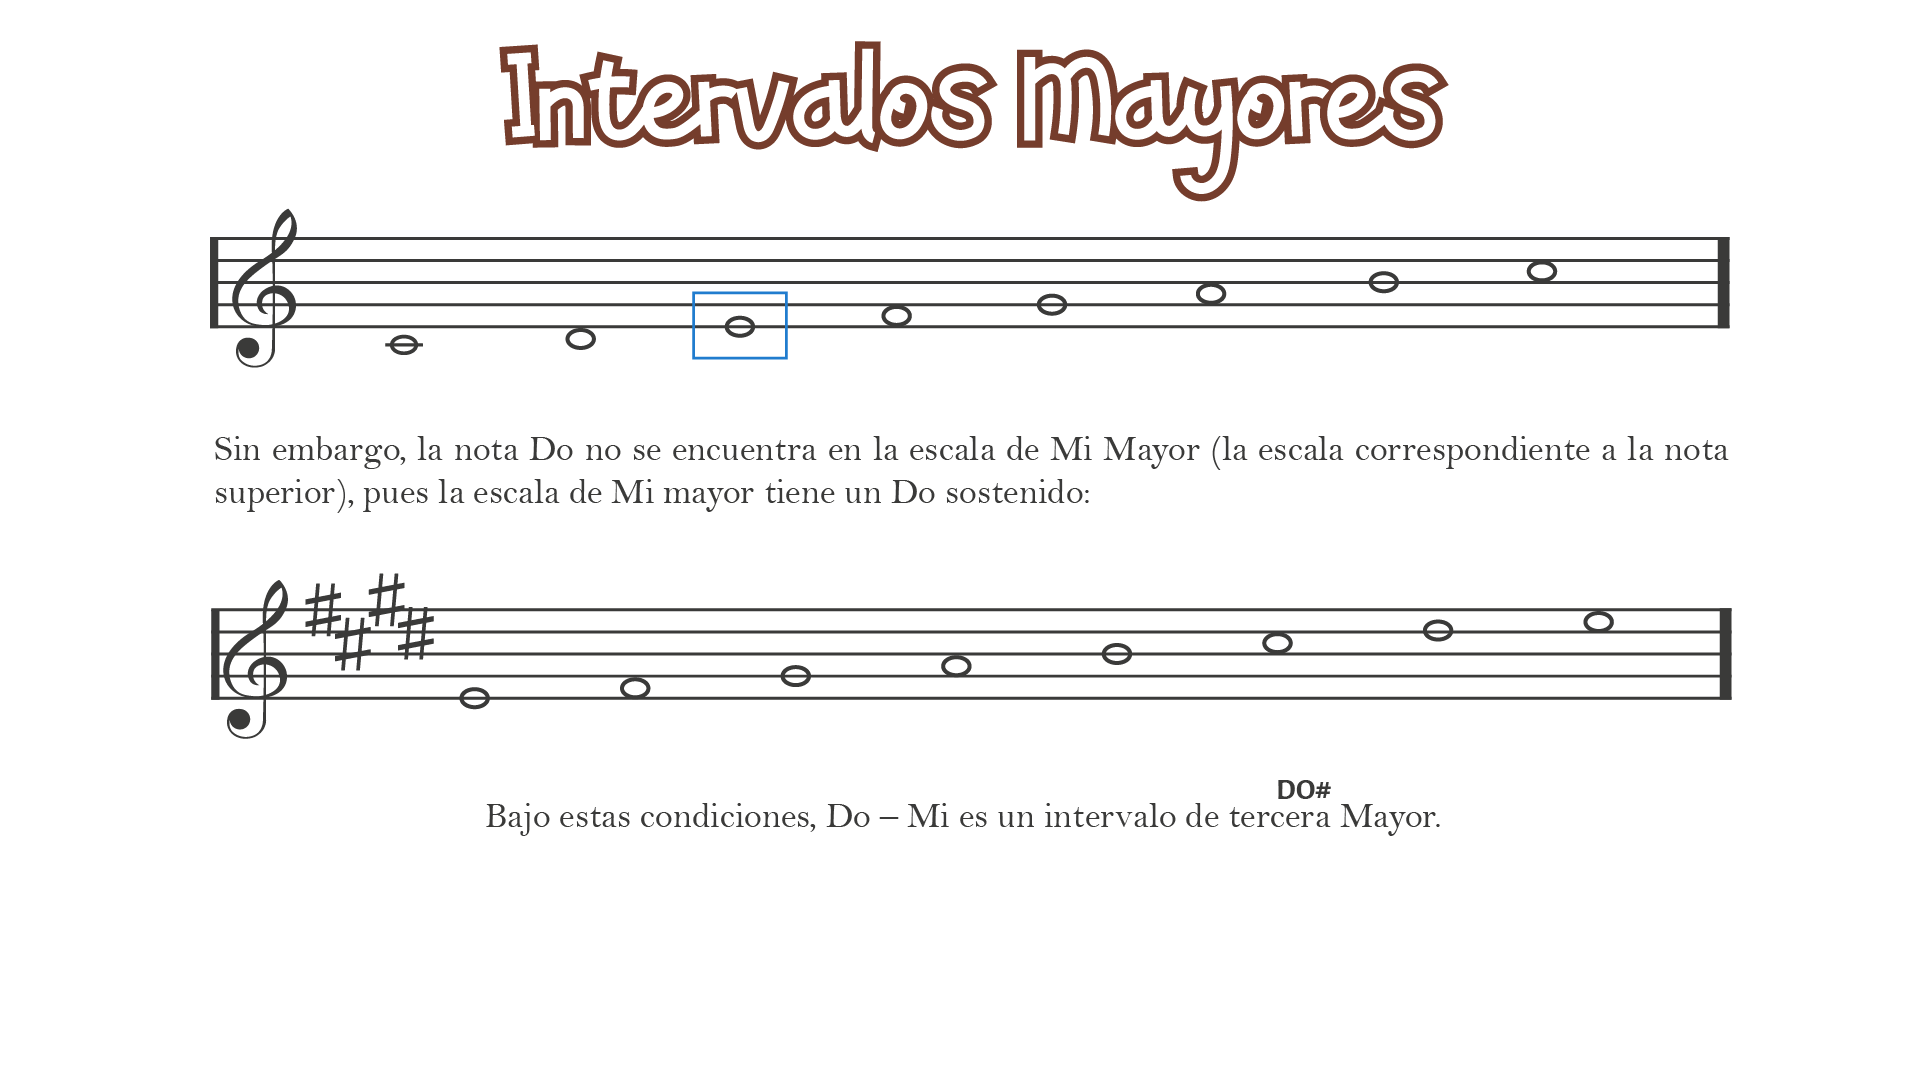 Intervalos Mayores
Sin embargo, la nota Do no se encuentra en la escala de Mi Mayor (la escala correspondiente a la nota
superior), pues la escala de Mi mayor tiene un Do sostenido:
DO#
Bajo estas condiciones, Do – Mi es un intervalo de tercera Mayor.